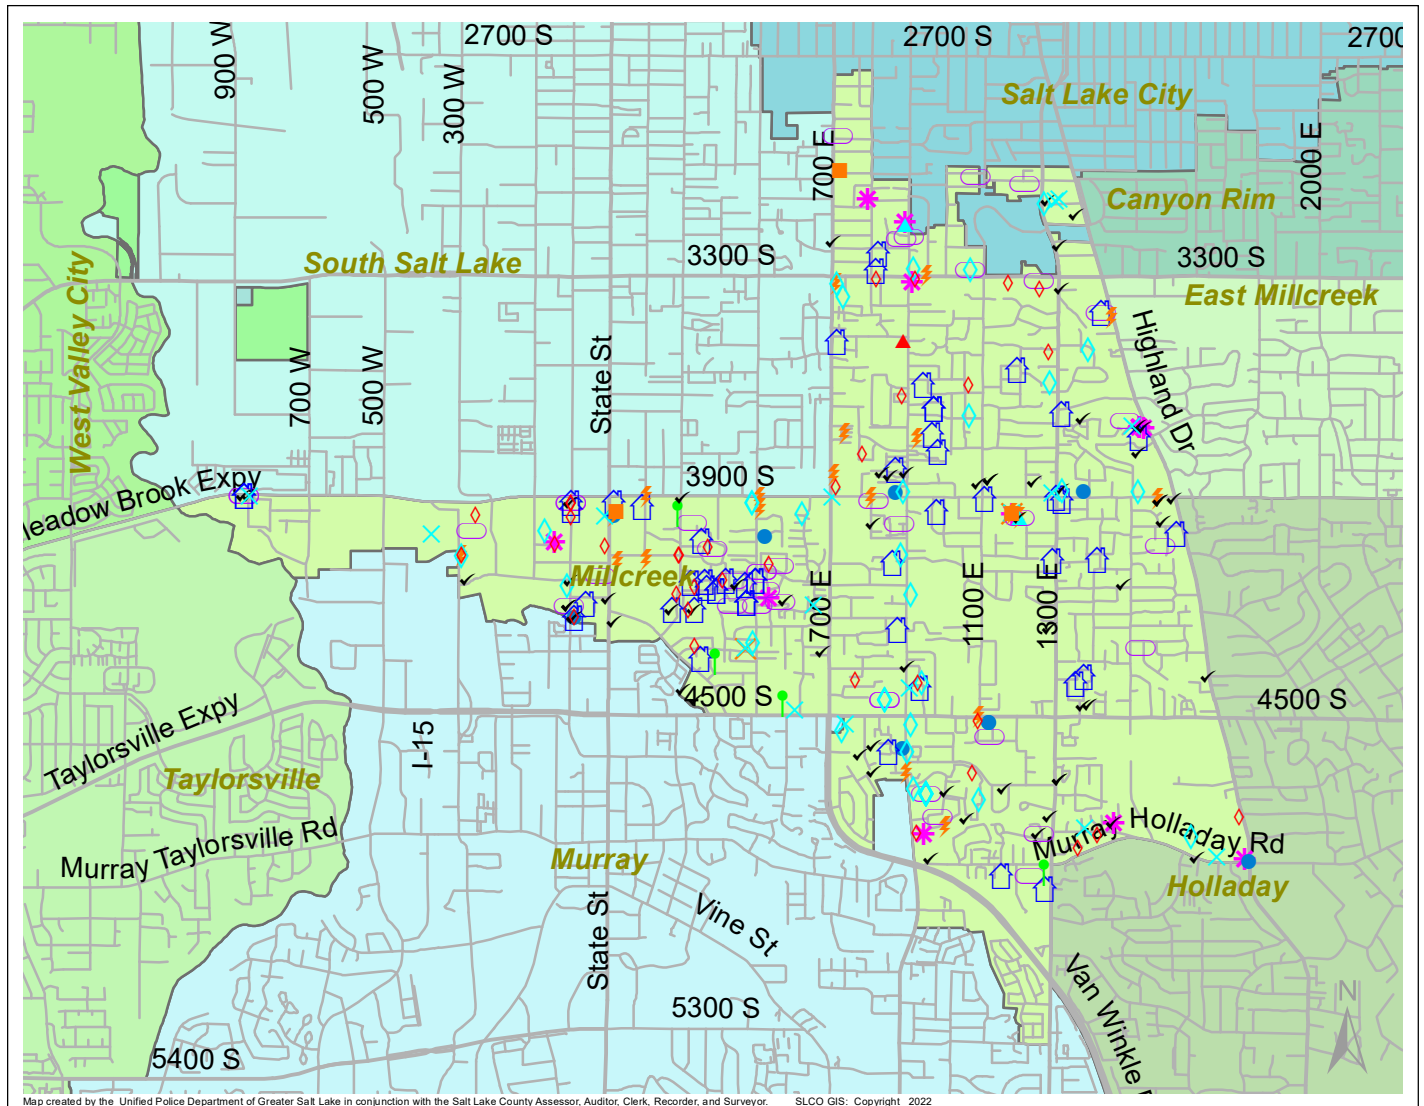 2700 S
2700 S
2700
900 W
500 W
300 W
Salt Lake City
700 E
2000 E
Canyon Rim
South Salt Lake
3300 S
3300 S
East Millcreek
West Valley City
Highland Dr
700 W
500 W
State St
3900 S
Meadow Brook Expy
Millcreek
700 E
1100 E
1300 E
4500 S
4500 S
Taylorsville Expy
I-15
Taylorsville
Murray Taylorsville Rd
Murray
Murray Holladay Rd
Holladay
State St
Vine St
Van Winkle
N
5300 S
5400 S
Map created by the Unified Police Department of Greater Salt Lake in conjunction with the Salt Lake County Assessor, Auditor, Clerk, Recorder, and Surveyor. SLCO GIS: Copyright 2022